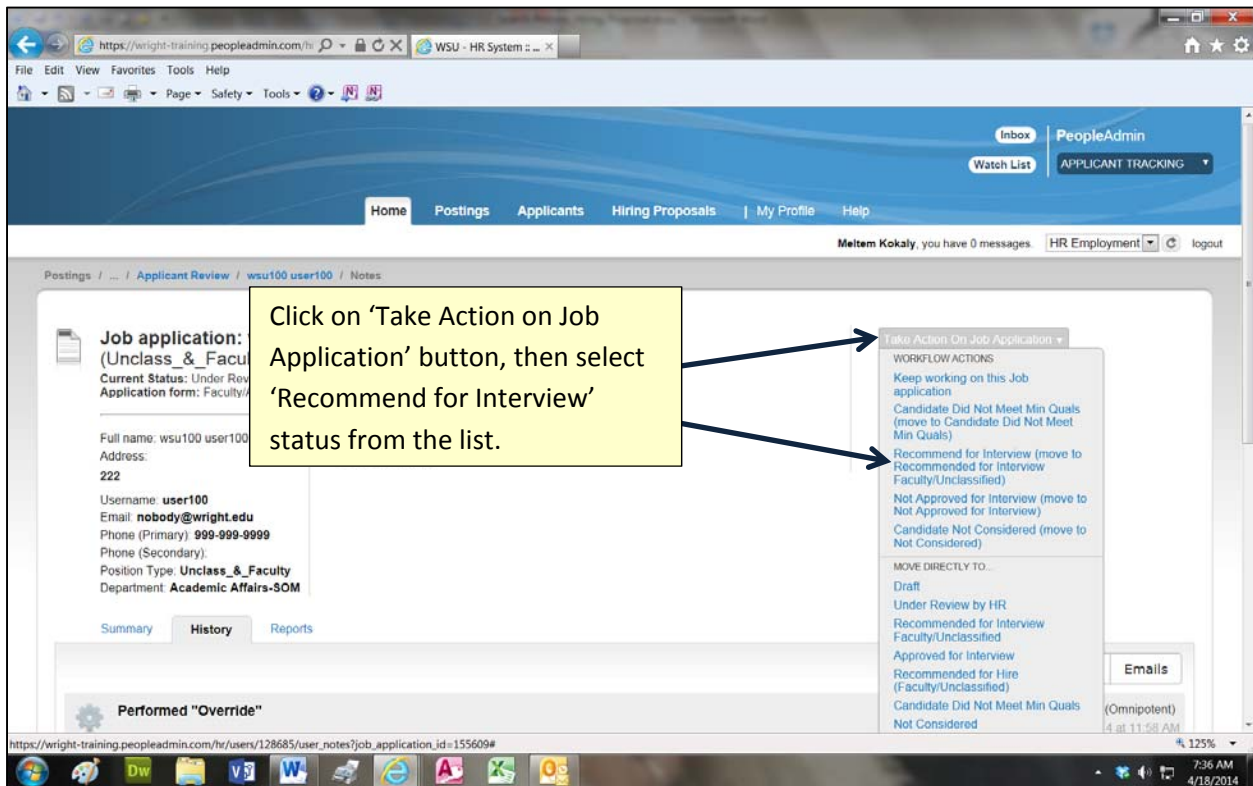 https://wright-training.peopleadmin.com/h
WSU - HR System :: ...
File Edit View Favorites Tools Help
Page Safety Tools
Inbox PeopleAdmin
Watch List APPLICANT TRACKING
Home Postings Applicants Hiring Proposals | My Profile Help
Meltem Kokaly, you have 0 messages. HR Employment logout
Postings / ... / Applicant Review / wsu100 user100 / Notes
Job application:
(Unclass_&_Facul
Current Status: Under Rev
Application form: Faculty/A
Full name: wsu100 user100
Address:
222
Username: user100
Email: nobody@wright.edu
Phone (Primary): 999-999-9999
Phone (Secondary):
Position Type: Unclass_&_Faculty
Department: Academic Affairs-SOM
Click on ‘Take Action on Job
Application’ button, then select
‘Recommend for Interview’
status from the list.
Take Action On Job Application
WORKFLOW ACTIONS
Keep working on this Job
application
Candidate Did Not Meet Min Quals
(move to Candidate Did Not Meet
Min Quals)
Recommend for Interview (move to
Recommended for Interview
Faculty/Unclassified)
Not Approved for Interview (move to
Not Approved for Interview)
Candidate Not Considered (move to
Not Considered)
MOVE DIRECTLY TO...
Draft
Under Review by HR
Recommended for Interview
Faculty/Unclassified
Approved for Interview
Recommended for Hire
(Faculty/Unclassified)
Candidate Did Not Meet Min Quals
Not Considered
Summary History Reports
Emails
Performed "Override"
(Omnipotent)
4 at 11:56 AM
https://wright-training.peopleadmin.com/hr/users/128685/user_notes?job_application_id=155609#
125%
Dw
7:36 AM
4/18/2014